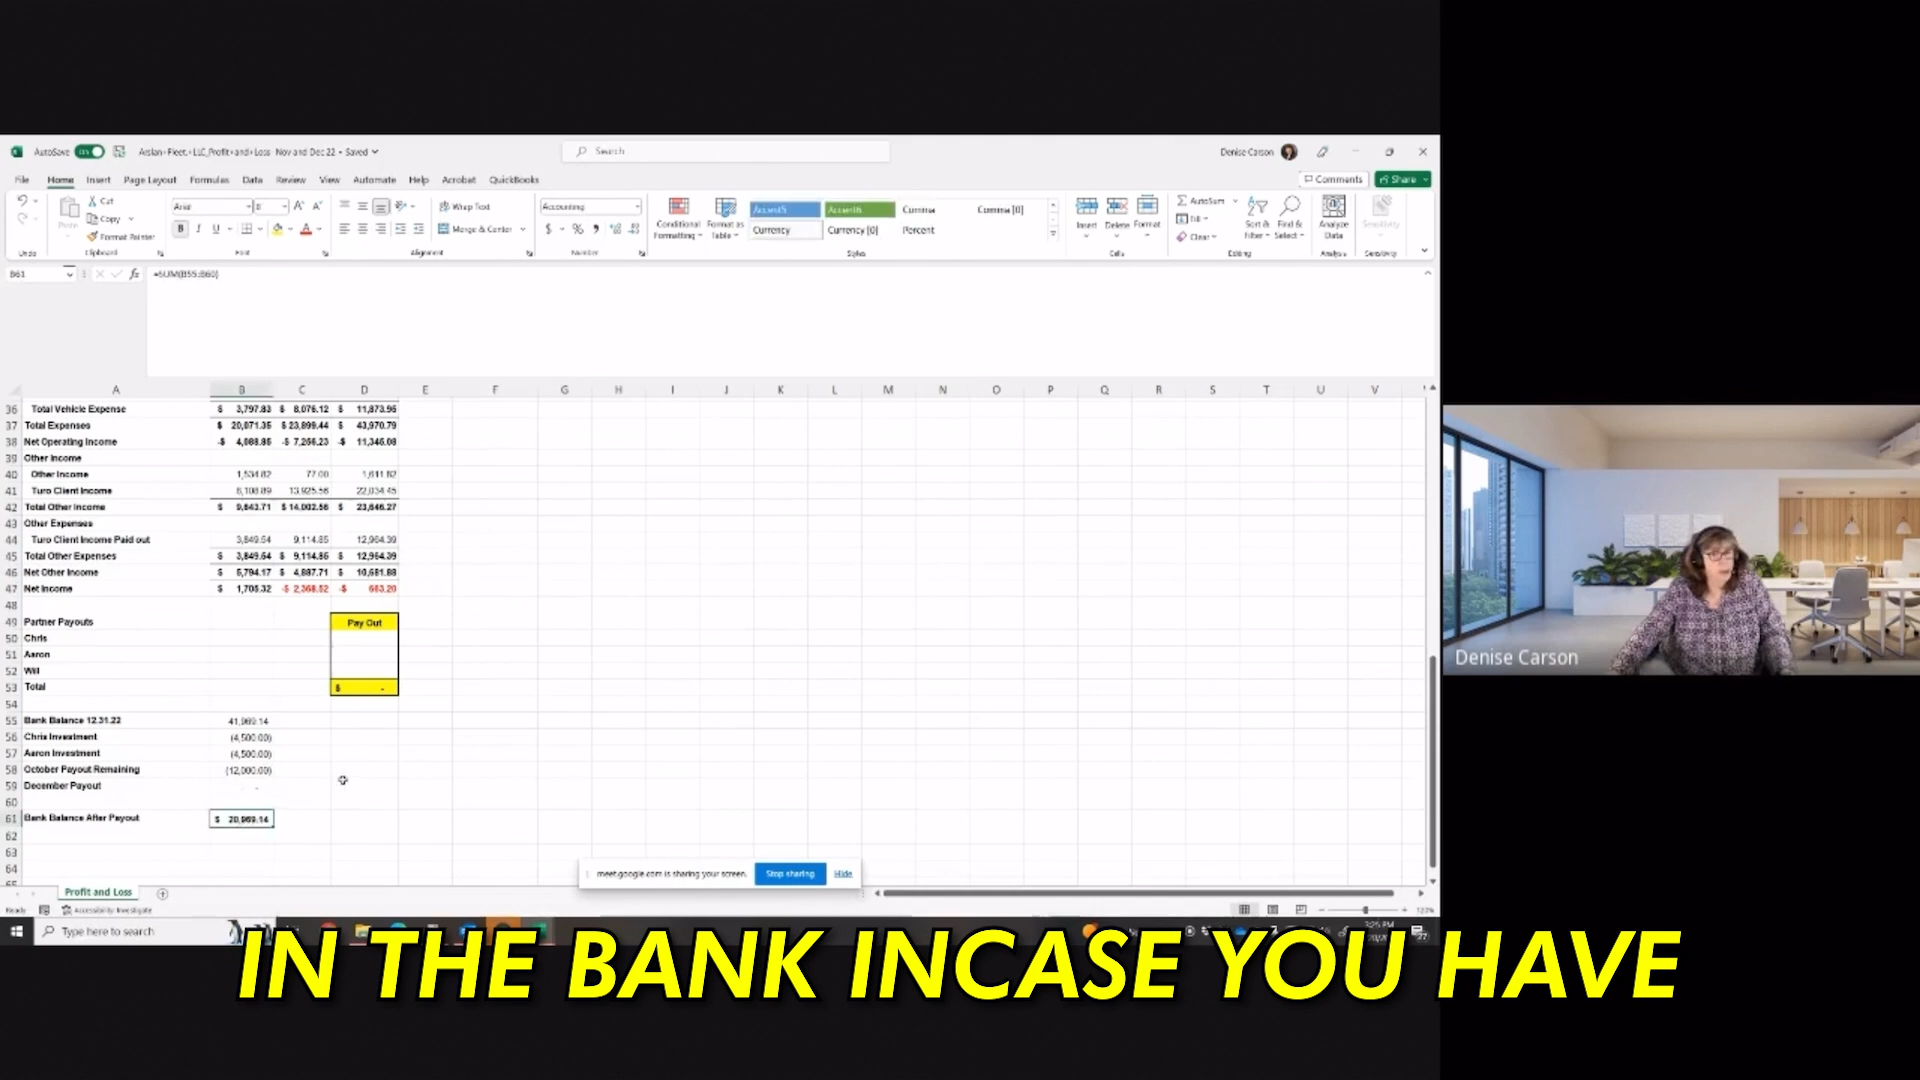 AutoSave
Arslan Fleet LLC_Profit and Loss Nov and Dec 22 • Saved
Search
Denise Carson
File Home Insert Page Layout Formulas Data Review View Automate Help Acrobat QuickBooks
Comments Share
Cut
Copy
Format Painter
Paste
Arial 8
B I U
Wrap Text
Merge & Center
Accounting
$ %
Conditional Formatting
Format as Table
Accent5 Accent6 Comma Comma [0]
Currency Currency [0] Percent
Insert Delete Format
AutoSum
Fill
Clear
Sort & Filter
Find & Select
Analyze Data
Sensitivity
Undo Clipboard Font Alignment Number Styles Cells Editing Analysis Sensitivity
B61 fx =SUM(B55:B60)
A B C D E F G H I J K L M N O P Q R S T U V
36 Total Vehicle Expense $ 3,797.83 $ 8,076.12 $ 11,873.95
37 Total Expenses $ 20,071.35 $ 23,899.44 $ 43,970.79
38 Net Operating Income -$ 4,088.85 -$ 7,256.23 -$ 11,345.08
39 Other Income
40 Other Income 1,534.82 77.00 1,611.82
41 Turo Client Income 8,108.89 13,925.56 22,034.45
42 Total Other Income $ 9,643.71 $ 14,002.56 $ 23,646.27
43 Other Expenses
44 Turo Client Income Paid out 3,849.54 9,114.85 12,964.39
45 Total Other Expenses $ 3,849.54 $ 9,114.85 $ 12,964.39
46 Net Other Income $ 5,794.17 $ 4,887.71 $ 10,681.88
47 Net Income $ 1,705.32 -$ 2,368.52 -$ 663.20
48
49 Partner Payouts Pay Out
50 Chris
51 Aaron
52 Will
53 Total $ -
54
55 Bank Balance 12.31.22 41,969.14
56 Chris Investment (4,500.00)
57 Aaron Investment (4,500.00)
58 October Payout Remaining (12,000.00)
59 December Payout -
60
61 Bank Balance After Payout $ 20,969.14
62
63
64
65
meet.google.com is sharing your screen. Stop sharing Hide
Profit and Loss
Ready Accessibility: Investigate
Type here to search
Denise Carson
IN THE BANK INCASE YOU HAVE